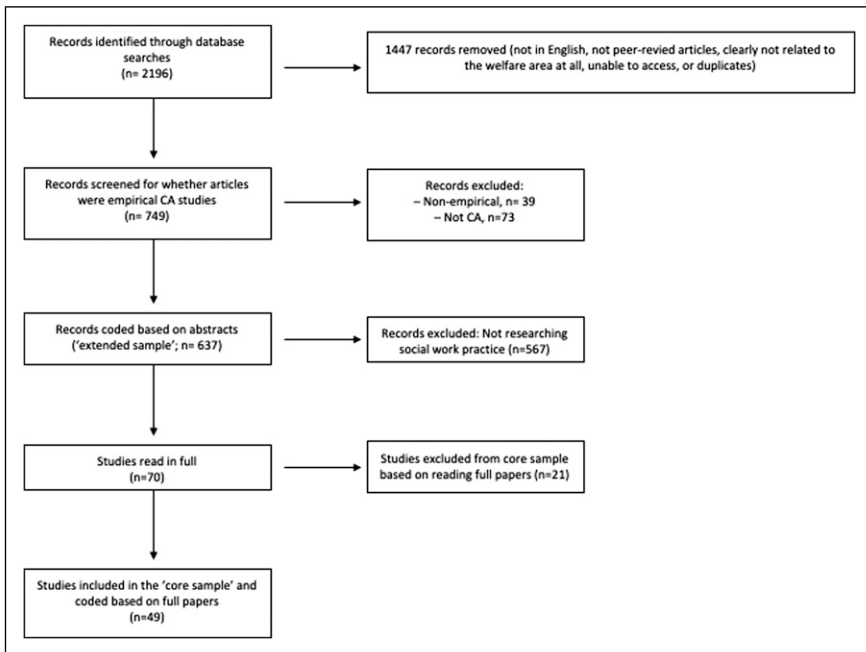 Records identified through database
searches
(n= 2196)
1447 records removed (not in English, not peer-revied articles, clearly not related to
the welfare area at all, unable to access, or duplicates)
Records screened for whether articles
were empirical CA studies
(n= 749)
Records excluded:
– Non-empirical, n= 39
– Not CA, n=73
Records coded based on abstracts
(‘extended sample’; n= 637)
Records excluded: Not researching
social work practice (n=567)
Studies read in full
(n=70)
Studies excluded from core sample
based on reading full papers (n=21)
Studies included in the ‘core sample’ and
coded based on full papers
(n=49)